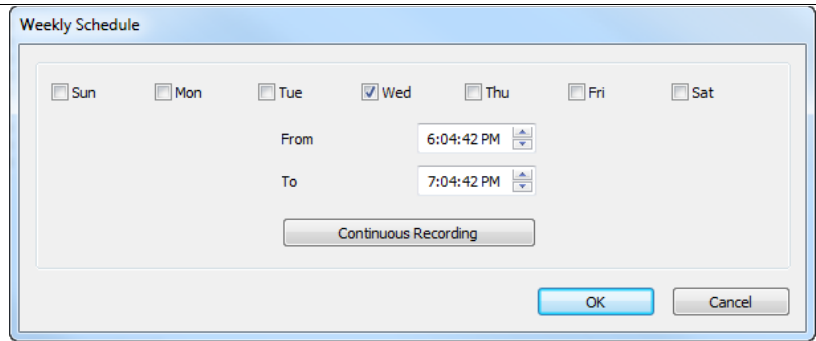 Weekly Schedule
Sun Mon Tue Wed Thu Fri Sat
From 6:04:42 PM
To 7:04:42 PM
Continuous Recording
OK Cancel